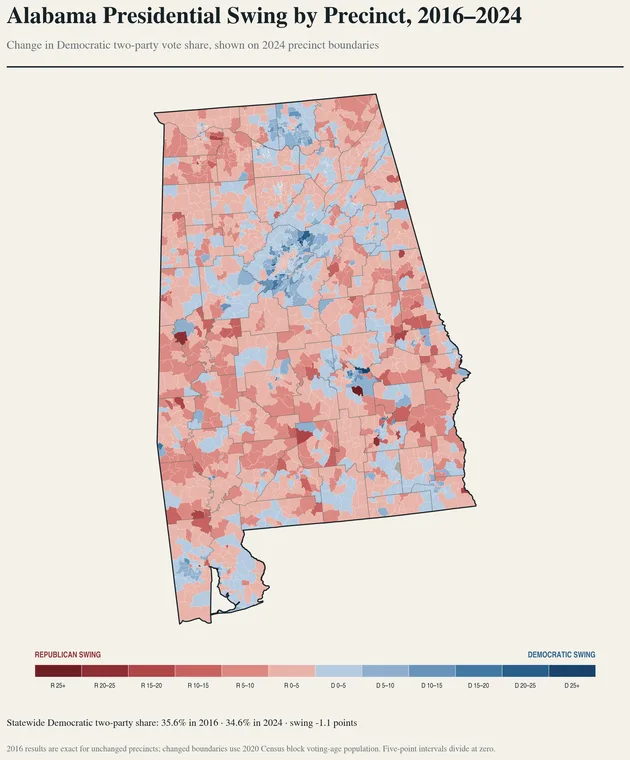 Alabama Presidential Swing by Precinct, 2016–2024
Change in Democratic two-party vote share, shown on 2024 precinct boundaries
REPUBLICAN SWING
DEMOCRATIC SWING
R 25+ R 20–25 R 15–20 R 10–15 R 5–10 R 0–5 D 0–5 D 5–10 D 10–15 D 15–20 D 20–25 D 25+
Statewide Democratic two-party share: 35.6% in 2016 · 34.6% in 2024 · swing -1.1 points
2016 results are exact for unchanged precincts; changed boundaries use 2020 Census block voting-age population. Five-point intervals divide at zero.